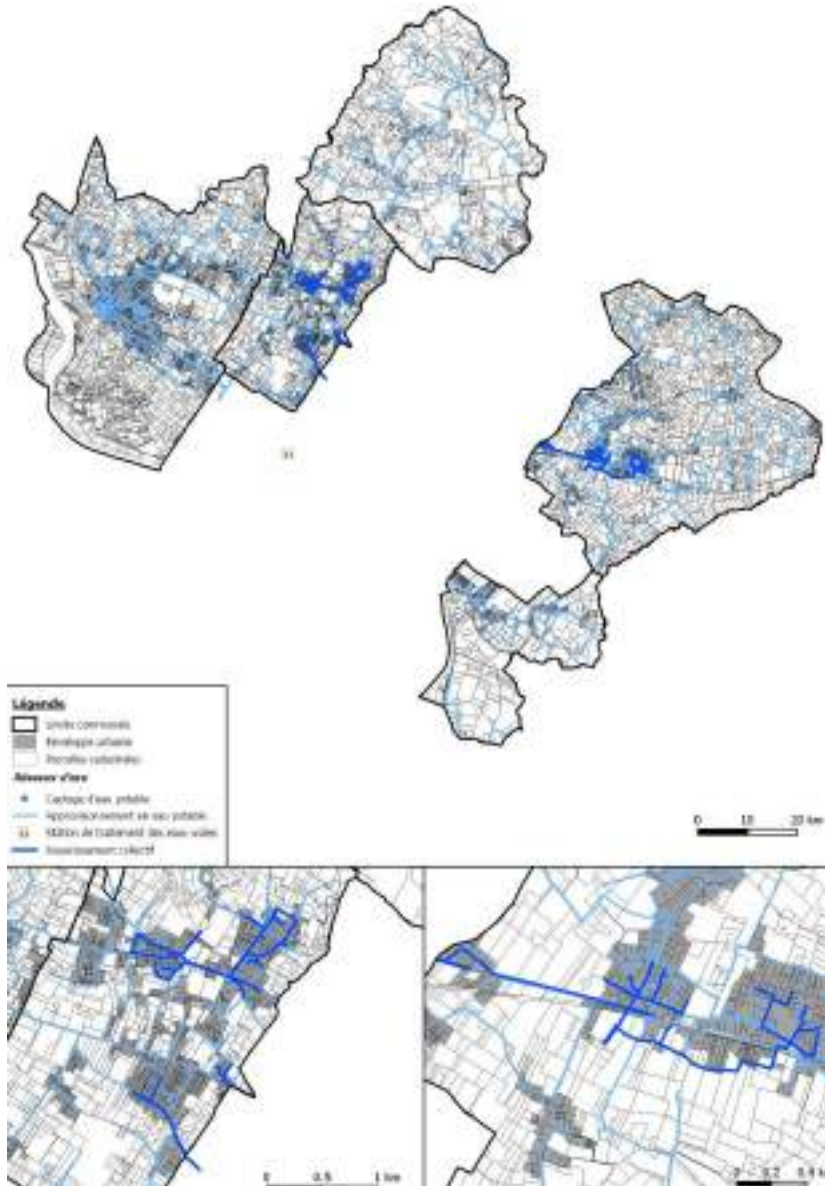 Légende
Limite communale
Enveloppe urbaine
Parcelles cadastrales
Réseaux d'eau
Captage d'eau potable
Approvisionnement en eau potable
Station de traitement des eaux usées
Assainissement collectif
0 10 20 km
0 0.5 1 km
0 0.2 0.4 k